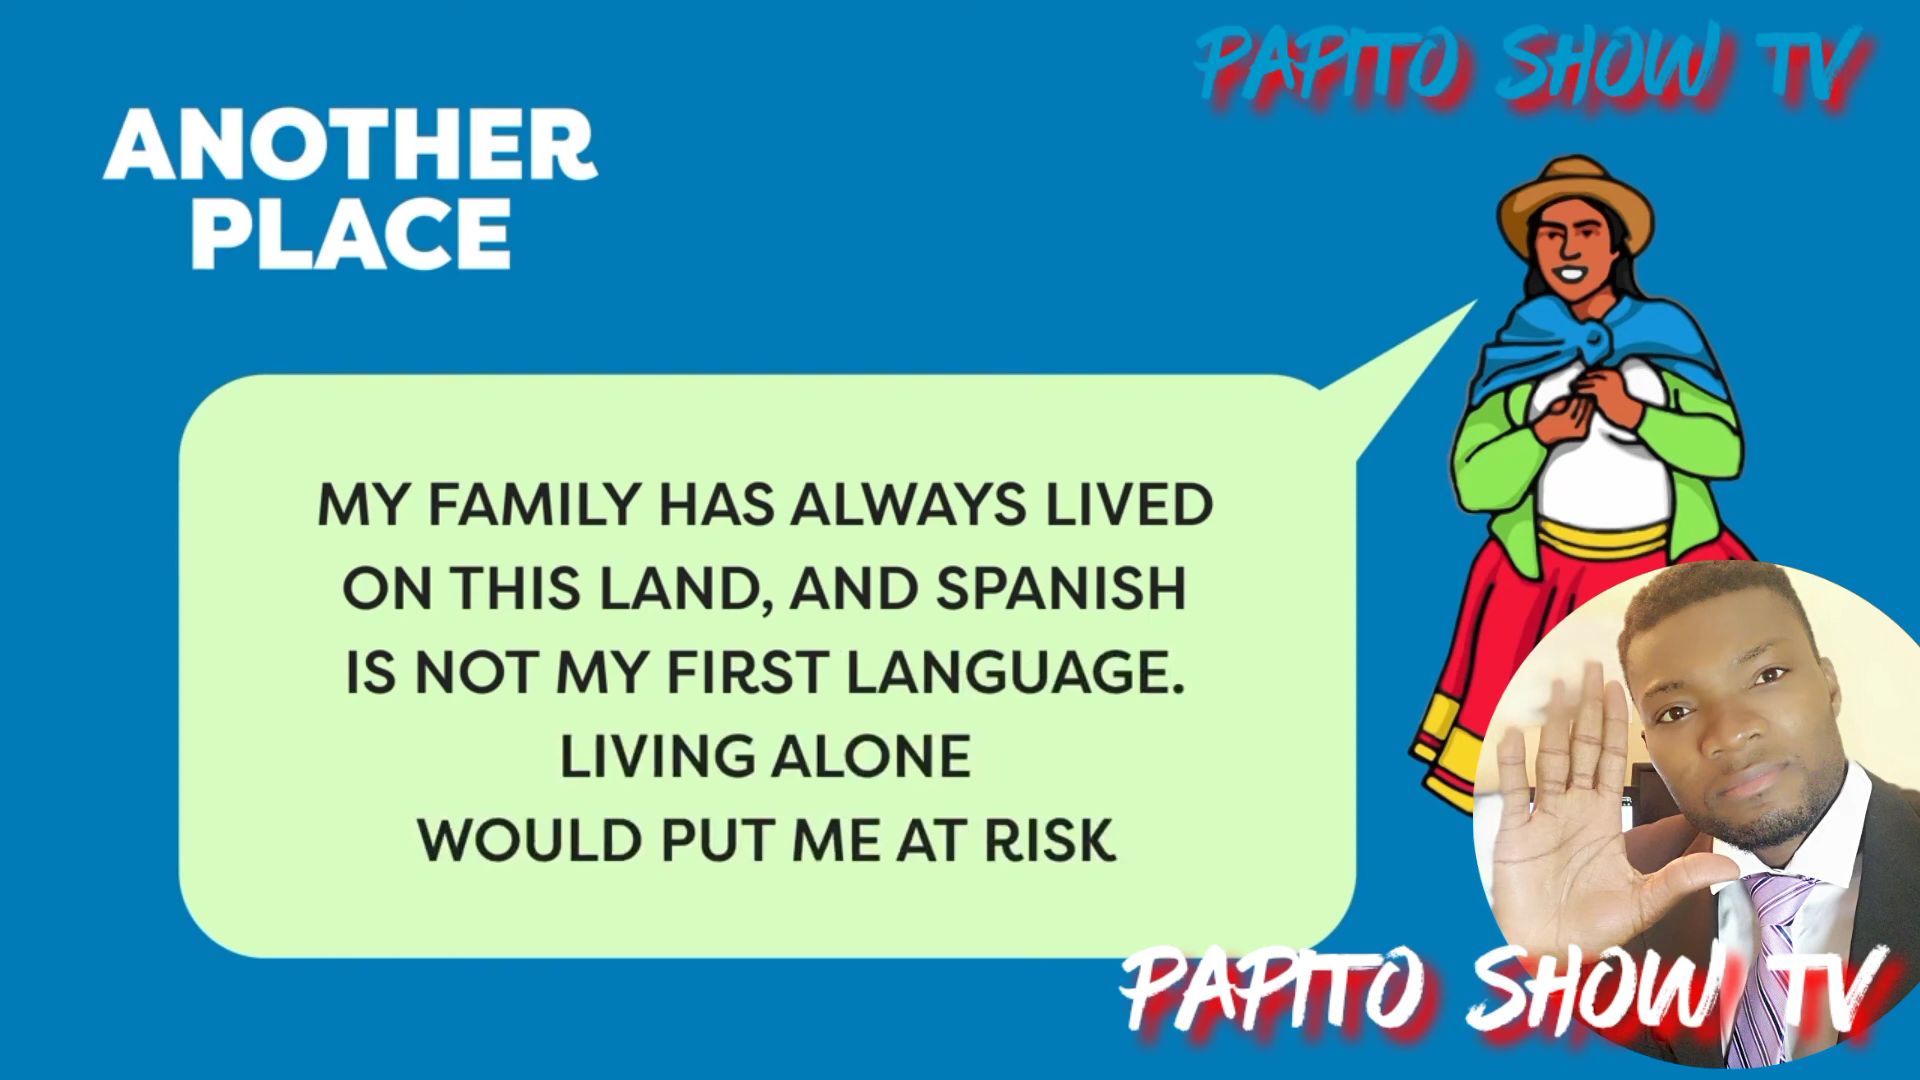 PAPITO SHOW TV
ANOTHER
PLACE
MY FAMILY HAS ALWAYS LIVED
ON THIS LAND, AND SPANISH
IS NOT MY FIRST LANGUAGE.
LIVING ALONE
WOULD PUT ME AT RISK
PAPITO SHOW TV